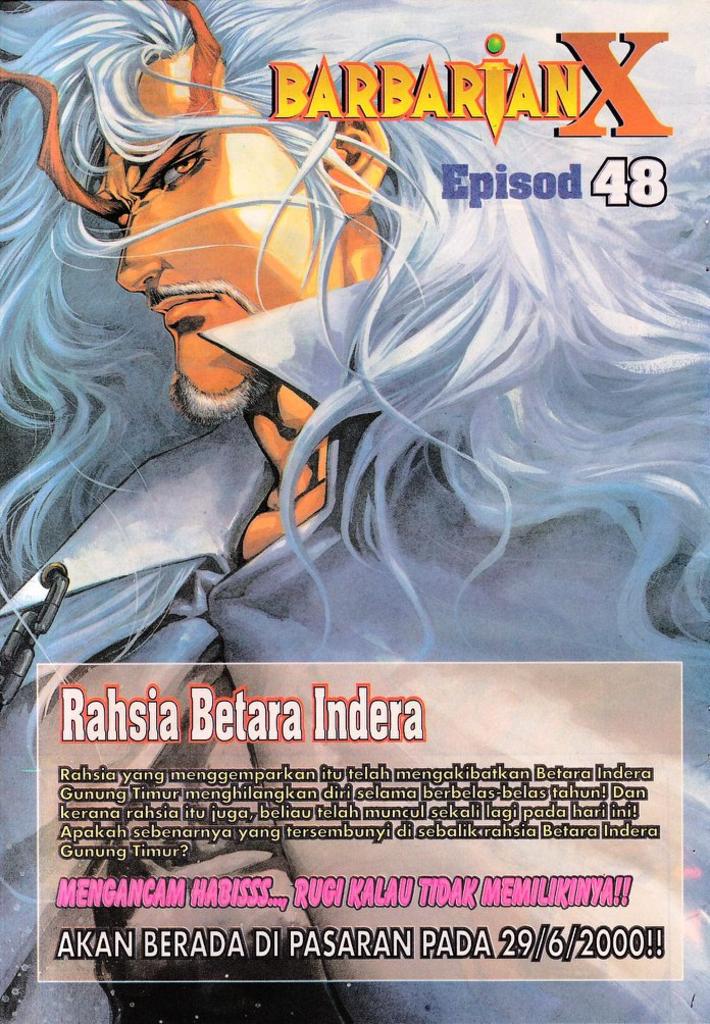 BARBARIAN X
Episod 48
Rahsia Betara Indera
Rahsia yang menggemparkan itu telah mengakibatkan Betara Indera
Gunung Timur menghilangkan diri selama berbelas-belas tahun! Dan
kerana rahsia itu juga, beliau telah muncul sekali lagi pada hari ini!
Apakah sebenarnya yang tersembunyi di sebalik rahsia Betara Indera
Gunung Timur?
MENGANCAM HABISSS..., RUGI KALAU TIDAK MEMILIKINYA!!
AKAN BERADA DI PASARAN PADA 29/6/2000!!